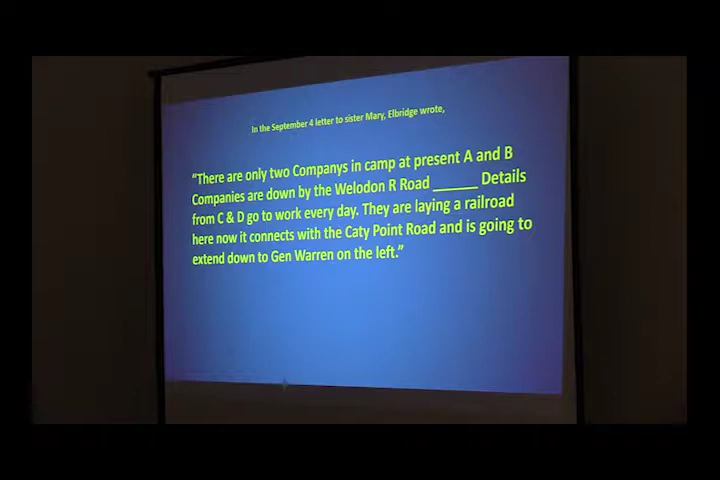 In the September 4 letter to sister Mary, Elbridge wrote,
“There are only two Companys in camp at present A and B
Companies are down by the Welodon R Road ______ Details
from C & D go to work every day. They are laying a railroad
here now it connects with the Caty Point Road and is going to
extend down to Gen Warren on the left.”